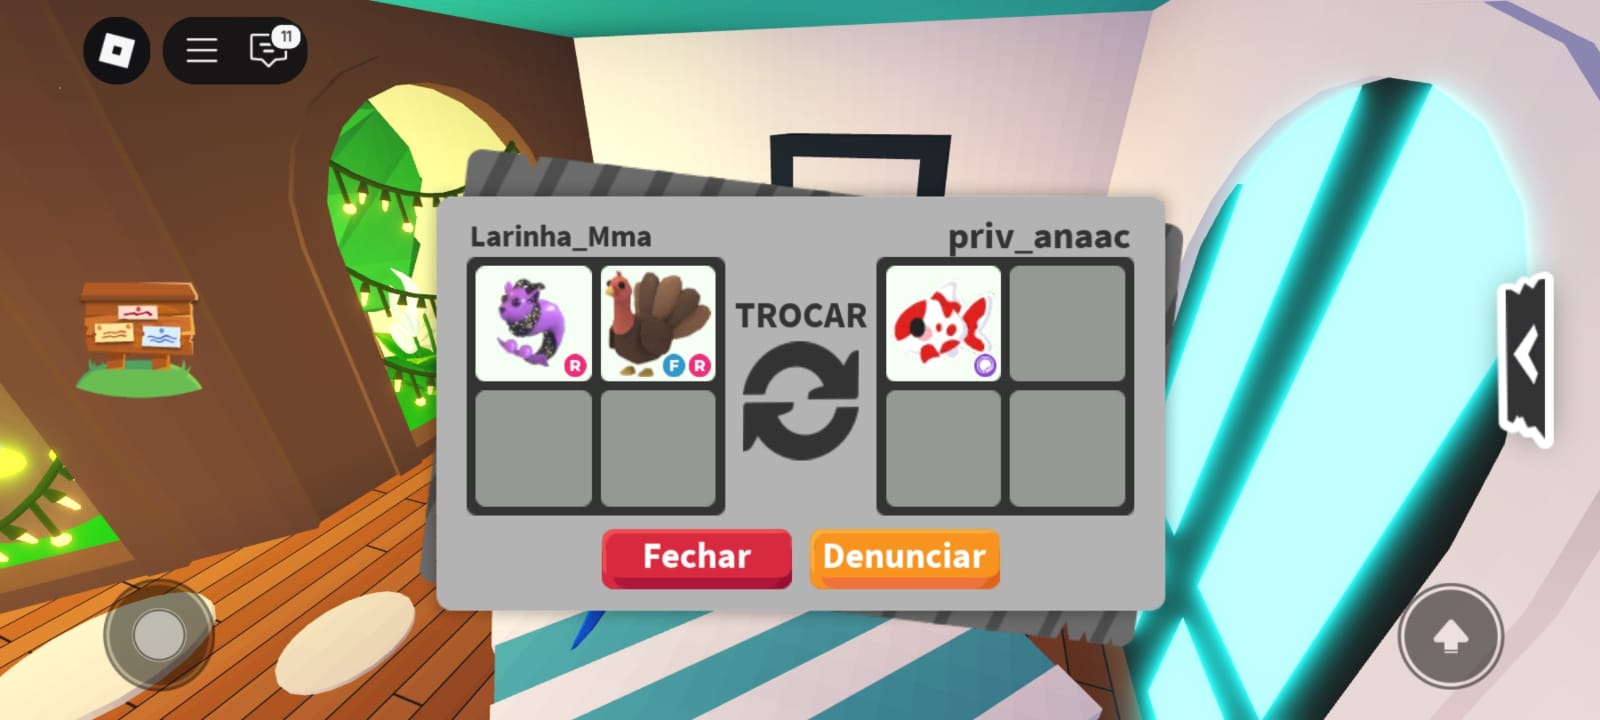 11
Larinha_Mma
priv_anaac
R
F R
TROCAR
Fechar
Denunciar